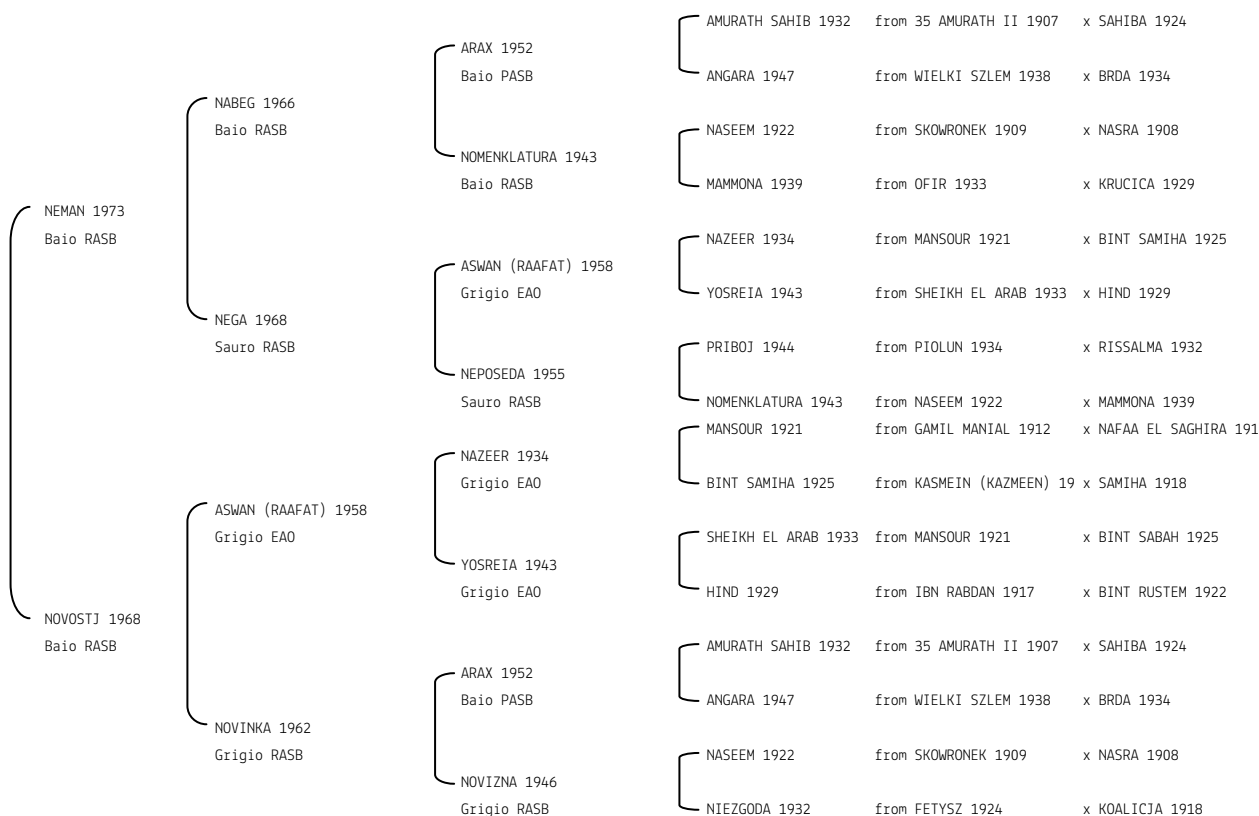 AMURATH SAHIB 1932 from 35 AMURATH II 1907 x SAHIBA 1924
ARAX 1952
Baio PASB
ANGARA 1947 from WIELKI SZLEM 1938 x BRDA 1934
NABEG 1966
Baio RASB
NASEEM 1922 from SKOWRONEK 1909 x NASRA 1908
NOMENKLATURA 1943
Baio RASB
MAMMONA 1939 from OFIR 1933 x KRUCICA 1929
NEMAN 1973
Baio RASB
NAZEER 1934 from MANSOUR 1921 x BINT SAMIHA 1925
ASWAN (RAAFAT) 1958
Grigio EAO
YOSREIA 1943 from SHEIKH EL ARAB 1933 x HIND 1929
NEGA 1968
Sauro RASB
PRIBOJ 1944 from PIOLUN 1934 x RISSALMA 1932
NEPOSEDA 1955
Sauro RASB
NOMENKLATURA 1943 from NASEEM 1922 x MAMMONA 1939
MANSOUR 1921 from GAMIL MANIAL 1912 x NAFAA EL SAGHIRA 191
NAZEER 1934
Grigio EAO
BINT SAMIHA 1925 from KASMEIN (KAZMEEN) 19 x SAMIHA 1918
ASWAN (RAAFAT) 1958
Grigio EAO
SHEIKH EL ARAB 1933 from MANSOUR 1921 x BINT SABAH 1925
YOSREIA 1943
Grigio EAO
HIND 1929 from IBN RABDAN 1917 x BINT RUSTEM 1922
NOVOSTJ 1968
Baio RASB
AMURATH SAHIB 1932 from 35 AMURATH II 1907 x SAHIBA 1924
ARAX 1952
Baio PASB
ANGARA 1947 from WIELKI SZLEM 1938 x BRDA 1934
NOVINKA 1962
Grigio RASB
NASEEM 1922 from SKOWRONEK 1909 x NASRA 1908
NOVIZNA 1946
Grigio RASB
NIEZGODA 1932 from FETYSZ 1924 x KOALICJA 1918